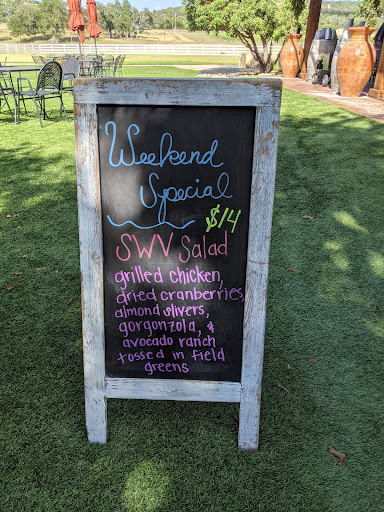 Weekend
Special
$14
SWV Salad
grilled chicken,
dried cranberries,
almond slivers,
gorgonzola, &
avocado ranch
tossed in field
greens